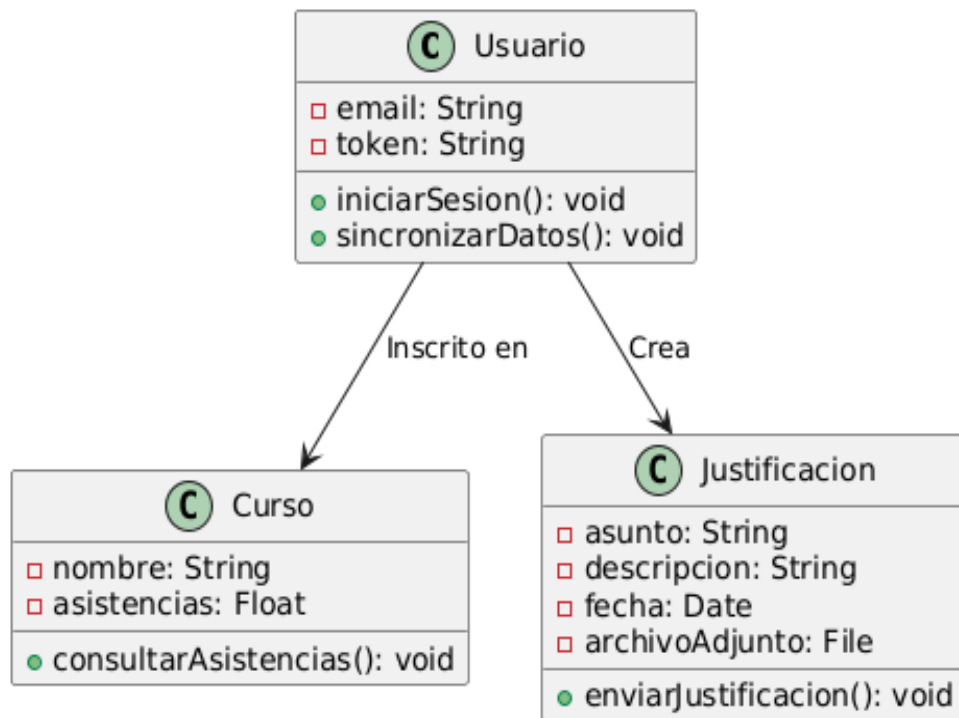 C Usuario
email: String
token: String
iniciarSesion(): void
sincronizarDatos(): void
Inscrito en
Crea
C Curso
nombre: String
asistencias: Float
consultarAsistencias(): void
C Justificacion
asunto: String
descripcion: String
fecha: Date
archivoAdjunto: File
enviarJustificacion(): void